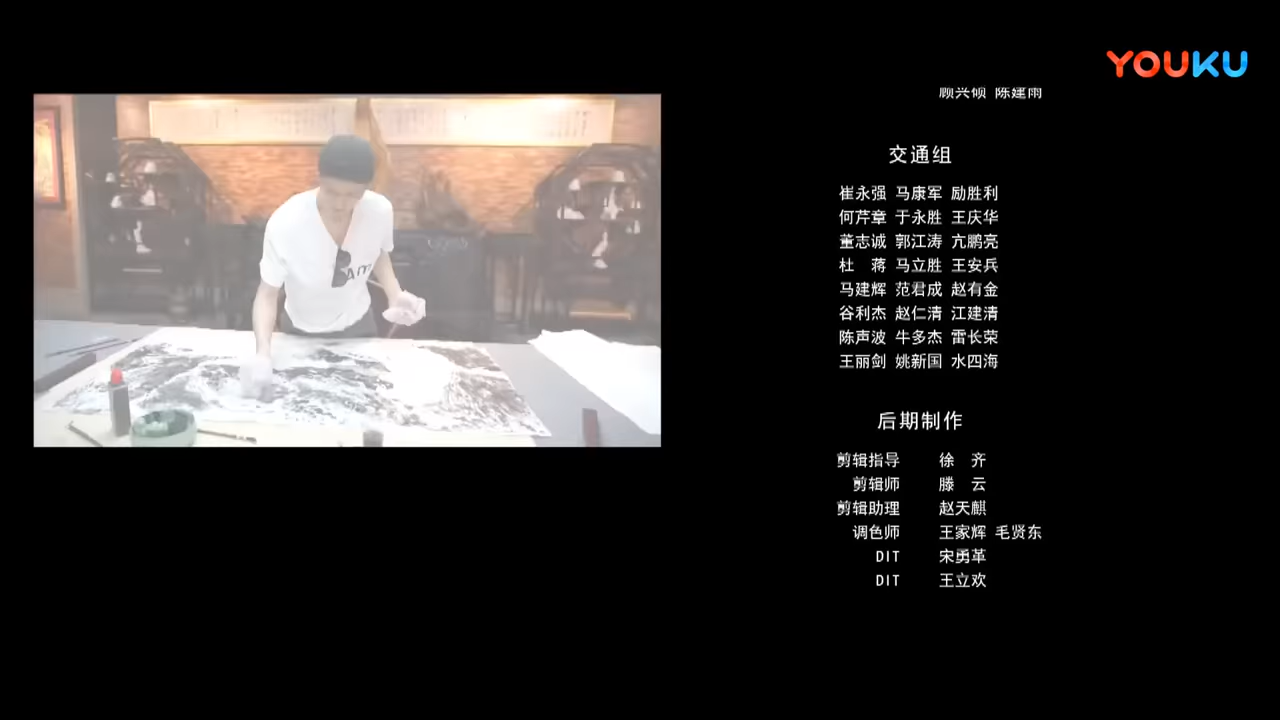 YOUKU
顾兴硕 陈建雨
交通组
崔永强 马康军 励胜利
何芹章 于永胜 王庆华
董志诚 郭江涛 亢鹏亮
杜 蒋 马立胜 王安兵
马建辉 范君成 赵有金
谷利杰 赵仁清 江建清
陈声波 牛多杰 雷长荣
王丽剑 姚新国 水四海
后期制作
剪辑指导 徐 齐
剪辑师 滕 云
剪辑助理 赵天麒
调色师 王家辉 毛贤东
DIT 宋勇革
DIT 王立欢